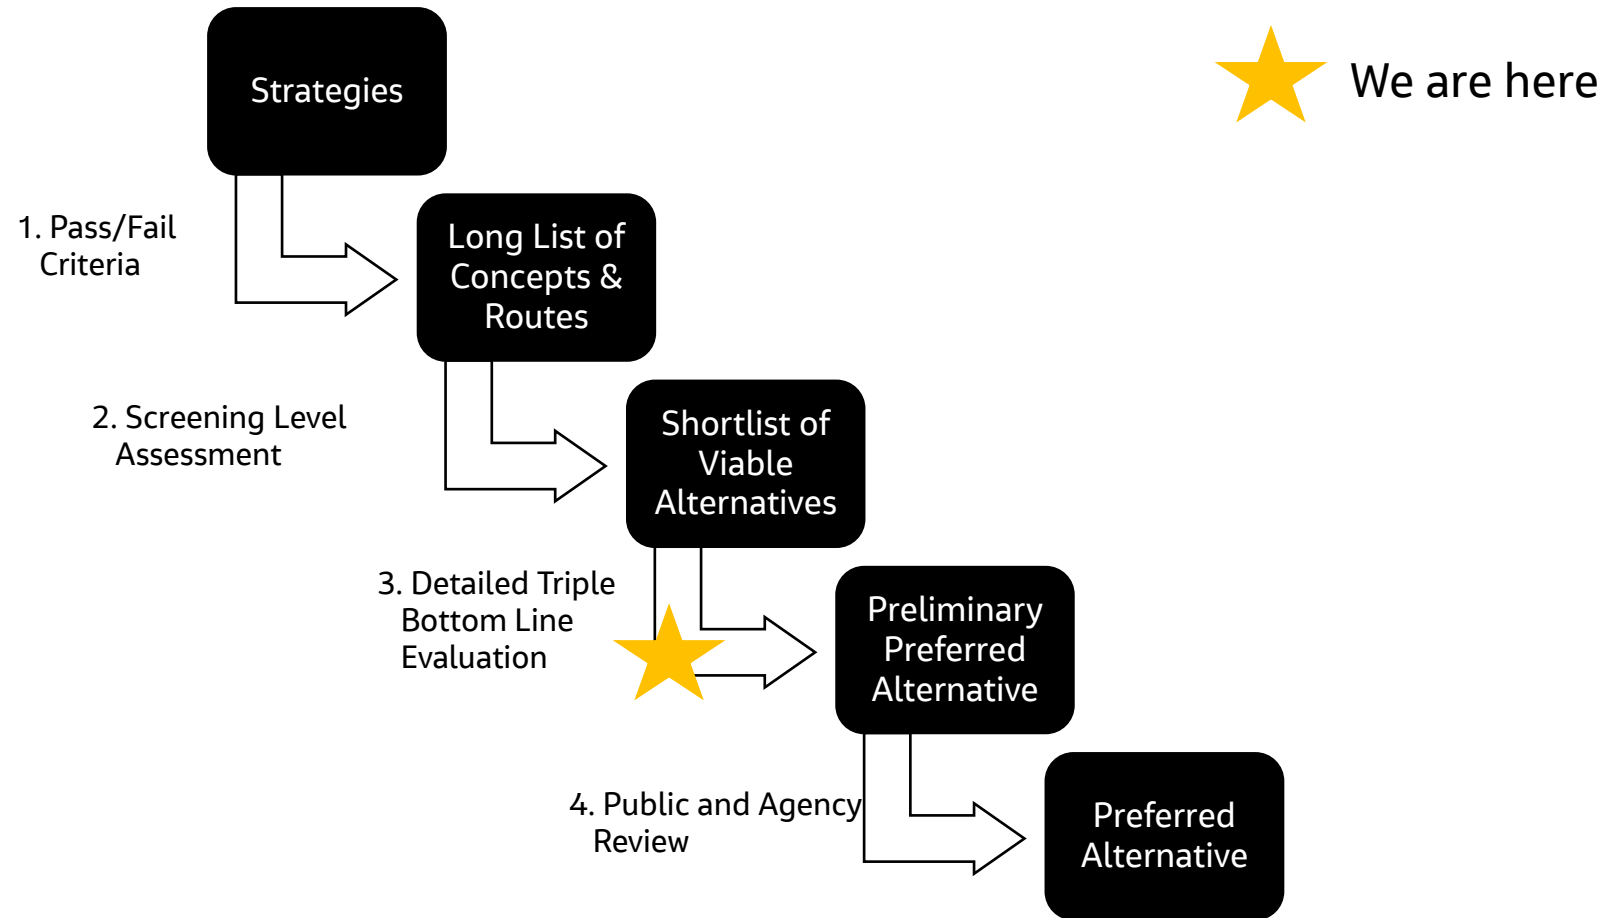 Strategies
We are here
1. Pass/Fail
Criteria
Long List of
Concepts &
Routes
2. Screening Level
Assessment
Shortlist of
Viable
Alternatives
3. Detailed Triple
Bottom Line
Evaluation
Preliminary
Preferred
Alternative
4. Public and Agency
Review
Preferred
Alternative